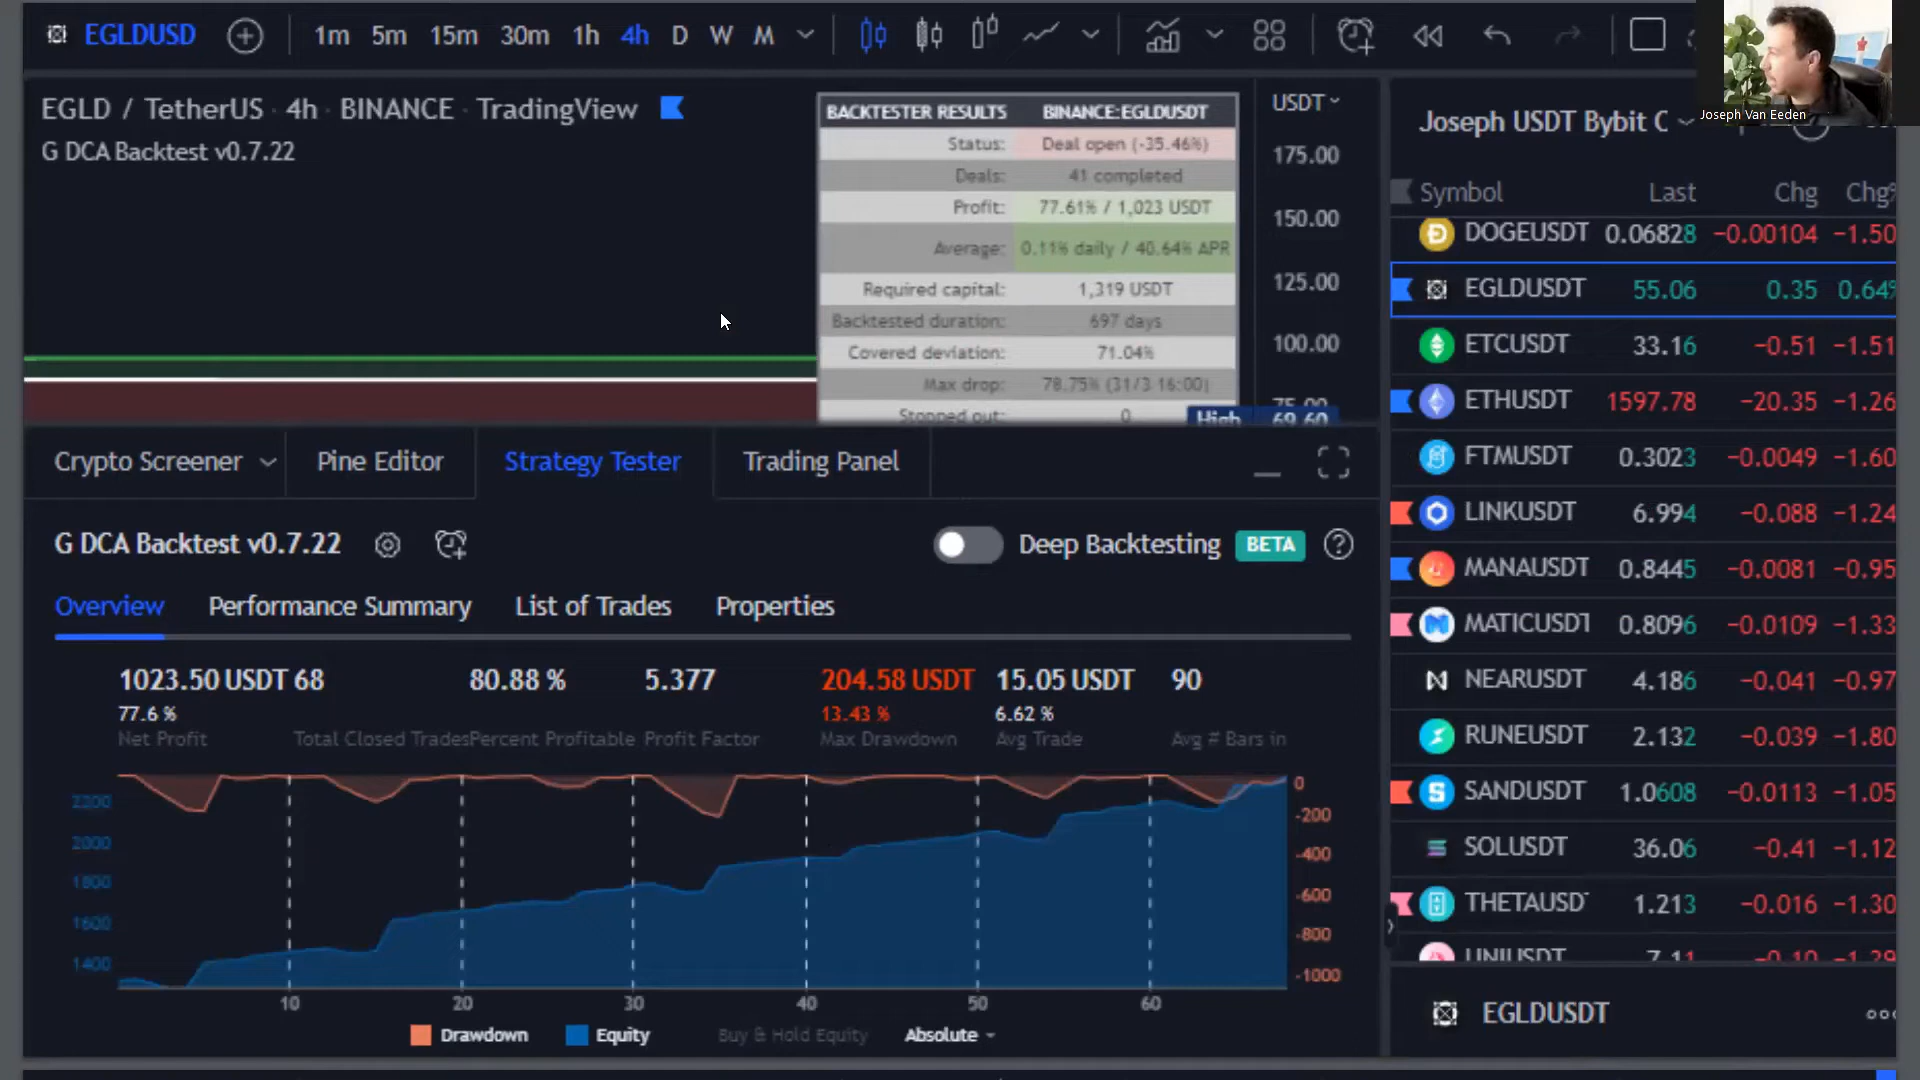 EGLDUSD
1m 5m 15m 30m 1h 4h D W M
Joseph Van Eeden
EGLD / TetherUS · 4h · BINANCE · TradingView
G DCA Backtest v0.7.22
BACKTESTER RESULTS BINANCE:EGLDUSDT
Status: Deal open (-35.46%)
Deals: 41 completed
Profit: 77.61% / 1,023 USDT
Average: 0.11% daily / 40.64% APR
Required capital: 1,319 USDT
Backtested duration: 697 days
Covered deviation: 71.04%
Max drop: 78.75% (31/3 16:00)
Stopped out: 0
USDT
175.00
150.00
125.00
100.00
75.00
High 69.60
Joseph USDT Bybit C
Symbol Last Chg Chg%
DOGEUSDT 0.06828 −0.00104 −1.50
EGLDUSDT 55.06 0.35 0.64%
ETCUSDT 33.16 −0.51 −1.51
ETHUSDT 1597.78 −20.35 −1.26
FTMUSDT 0.3023 −0.0049 −1.60
LINKUSDT 6.994 −0.088 −1.24
MANAUSDT 0.8445 −0.0081 −0.95
MATICUSDT 0.8096 −0.0109 −1.33
NEARUSDT 4.186 −0.041 −0.97
RUNEUSDT 2.132 −0.039 −1.80
SANDUSDT 1.0608 −0.0113 −1.05
SOLUSDT 36.06 −0.41 −1.12
THETAUSD 1.213 −0.016 −1.30
UNIUSDT 7.11 −0.10 −1.29
EGLDUSDT
Crypto Screener Pine Editor Strategy Tester Trading Panel
G DCA Backtest v0.7.22
Deep Backtesting BETA
Overview Performance Summary List of Trades Properties
1023.50 USDT 68 80.88 % 5.377 204.58 USDT 15.05 USDT 90
77.6 % 13.43 % 6.62 %
Net Profit Total Closed Trades Percent Profitable Profit Factor Max Drawdown Avg Trade Avg # Bars in
2200
2000
1800
1600
1400
0
-200
-400
-600
-800
-1000
10 20 30 40 50 60
Drawdown Equity Buy & Hold Equity Absolute